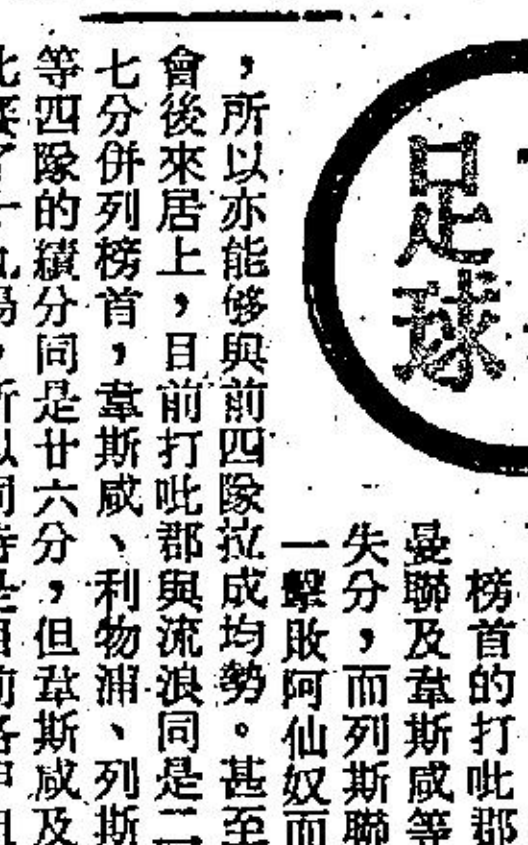 足球
榜首的打吡郡
曼聯及韋斯咸等
失分，而列斯聯
一擊敗阿仙奴而
，所以亦能够與前四隊拉成均勢。甚至
會後來居上，目前打吡郡與流浪同是二
七分併列榜首，韋斯咸、利物浦、列斯
等四隊的積分同是廿六分，但韋斯咸及